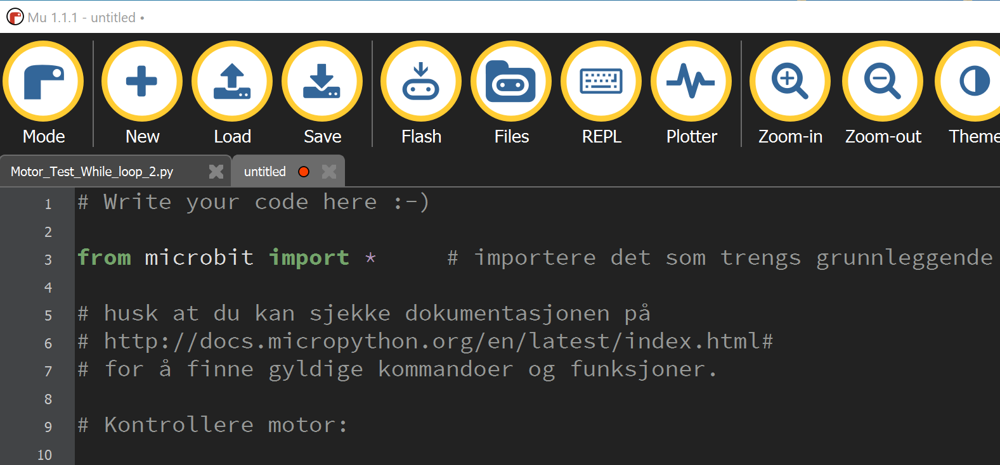 Mu 1.1.1 - untitled •
Mode New Load Save Flash Files REPL Plotter Zoom-in Zoom-out Theme
Motor_Test_While_loop_2.py untitled
1 # Write your code here :-)
2
3 from microbit import * # importere det som trengs grunnleggende
4
5 # husk at du kan sjekke dokumentasjonen på
6 # http://docs.micropython.org/en/latest/index.html#
7 # for å finne gyldige kommandoer og funksjoner.
8
9 # Kontrollere motor:
10